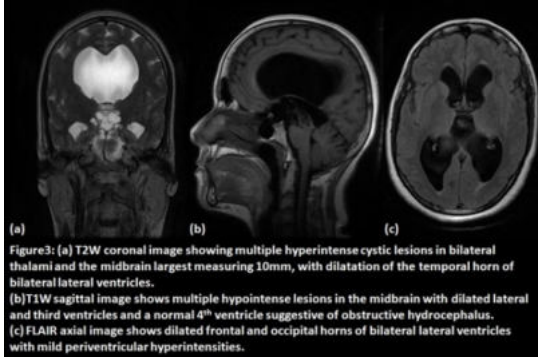 (a) (b) (c)
Figure3: (a) T2W coronal image showing multiple hyperintense cystic lesions in bilateral
thalami and the midbrain largest measuring 10mm, with dilatation of the temporal horn of
bilateral lateral ventricles.
(b)T1W sagittal image shows multiple hypointense lesions in the midbrain with dilated lateral
and third ventricles and a normal 4th ventricle suggestive of obstructive hydrocephalus.
(c) FLAIR axial image shows dilated frontal and occipital horns of bilateral lateral ventricles
with mild periventricular hyperintensities.